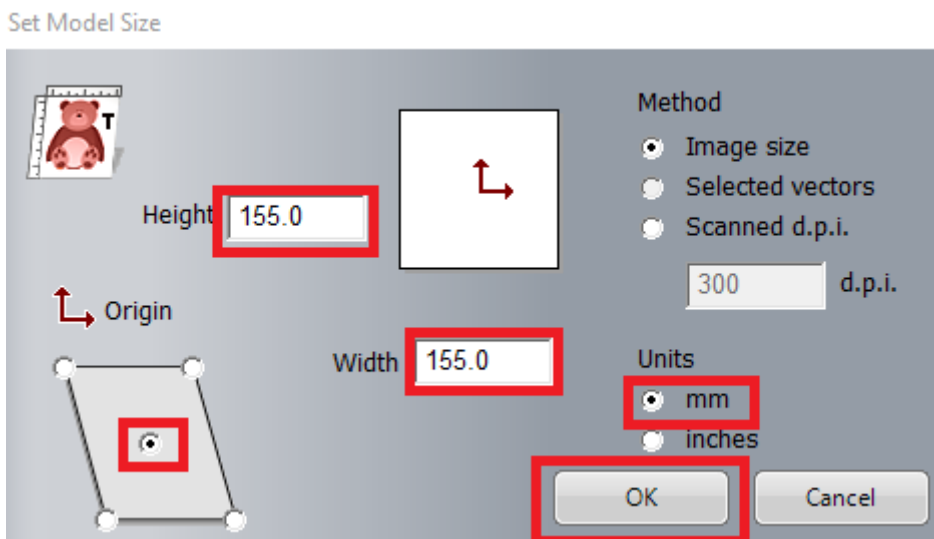 Set Model Size
T
Method
Image size
Selected vectors
Height 155.0
Scanned d.p.i.
300 d.p.i.
Origin
Width 155.0
Units
mm
inches
OK Cancel